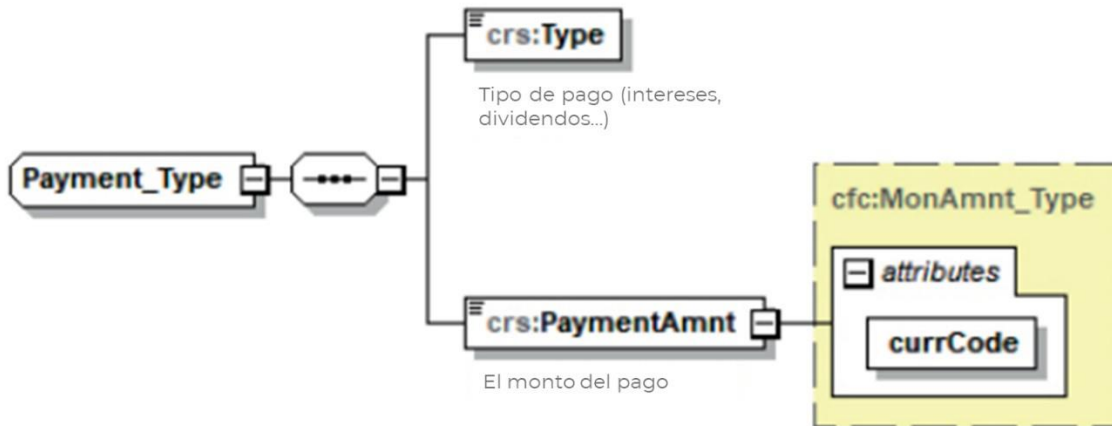 crs:Type
Tipo de pago (intereses,
dividendos...)
Payment_Type
cfc:MonAmnt_Type
attributes
crs:PaymentAmnt
currCode
El monto del pago